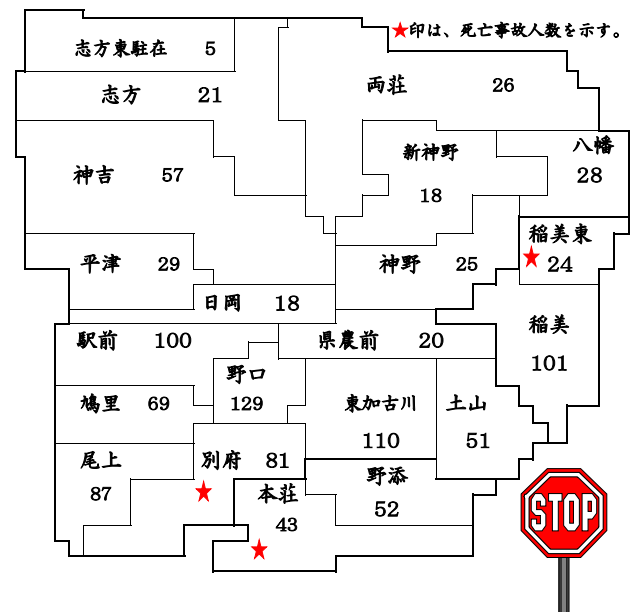 ★印は、死亡事故人数を示す。
志方東駐在 5
志方 21
両荘 26
新神野
18
八幡
28
神吉 57
稲美東
★ 24
平津 29
神野 25
日岡 18
稲美
101
駅前 100
県農前 20
野口
129
鳩里 69
東加古川
110
土山
51
尾上
87
別府 81
★
野添
52
本荘
43
★
STOP